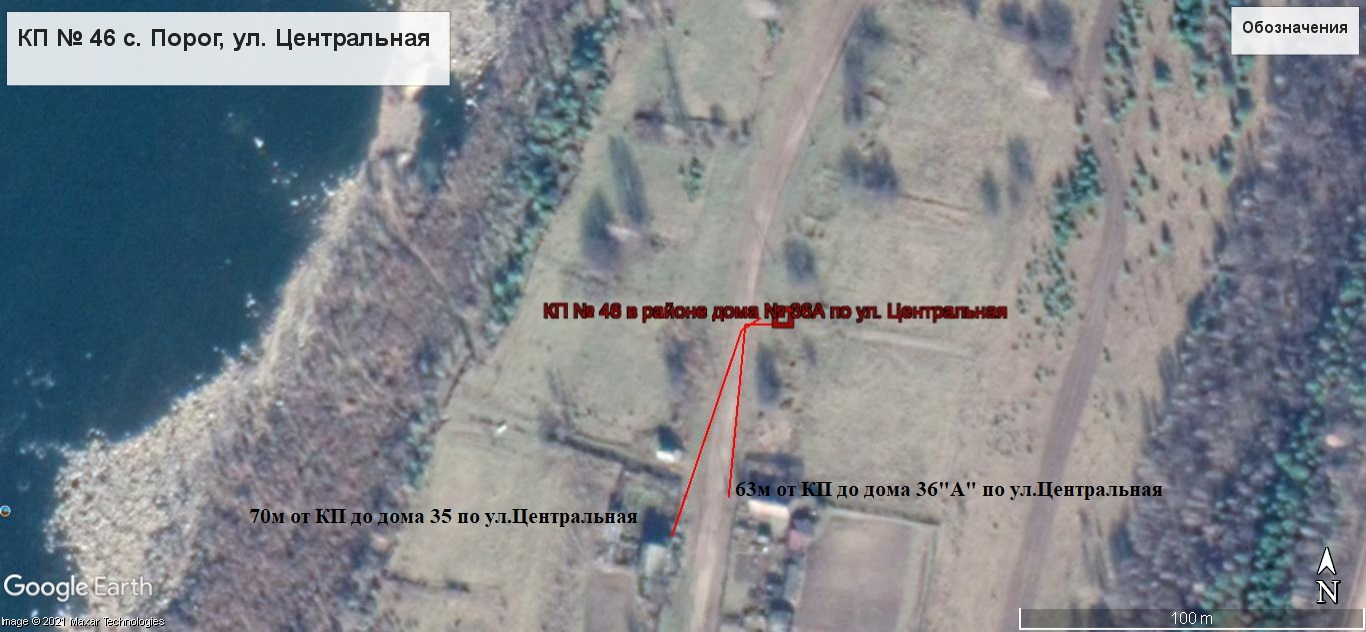 КП № 46 с. Порог, ул. Центральная
Обозначения
КП № 46 в районе дома № 36А по ул. Центральная
63м от КП до дома 36"А" по ул.Центральная
70м от КП до дома 35 по ул.Центральная
Google Earth
N
100 m
Image © 2021 Maxar Technologies